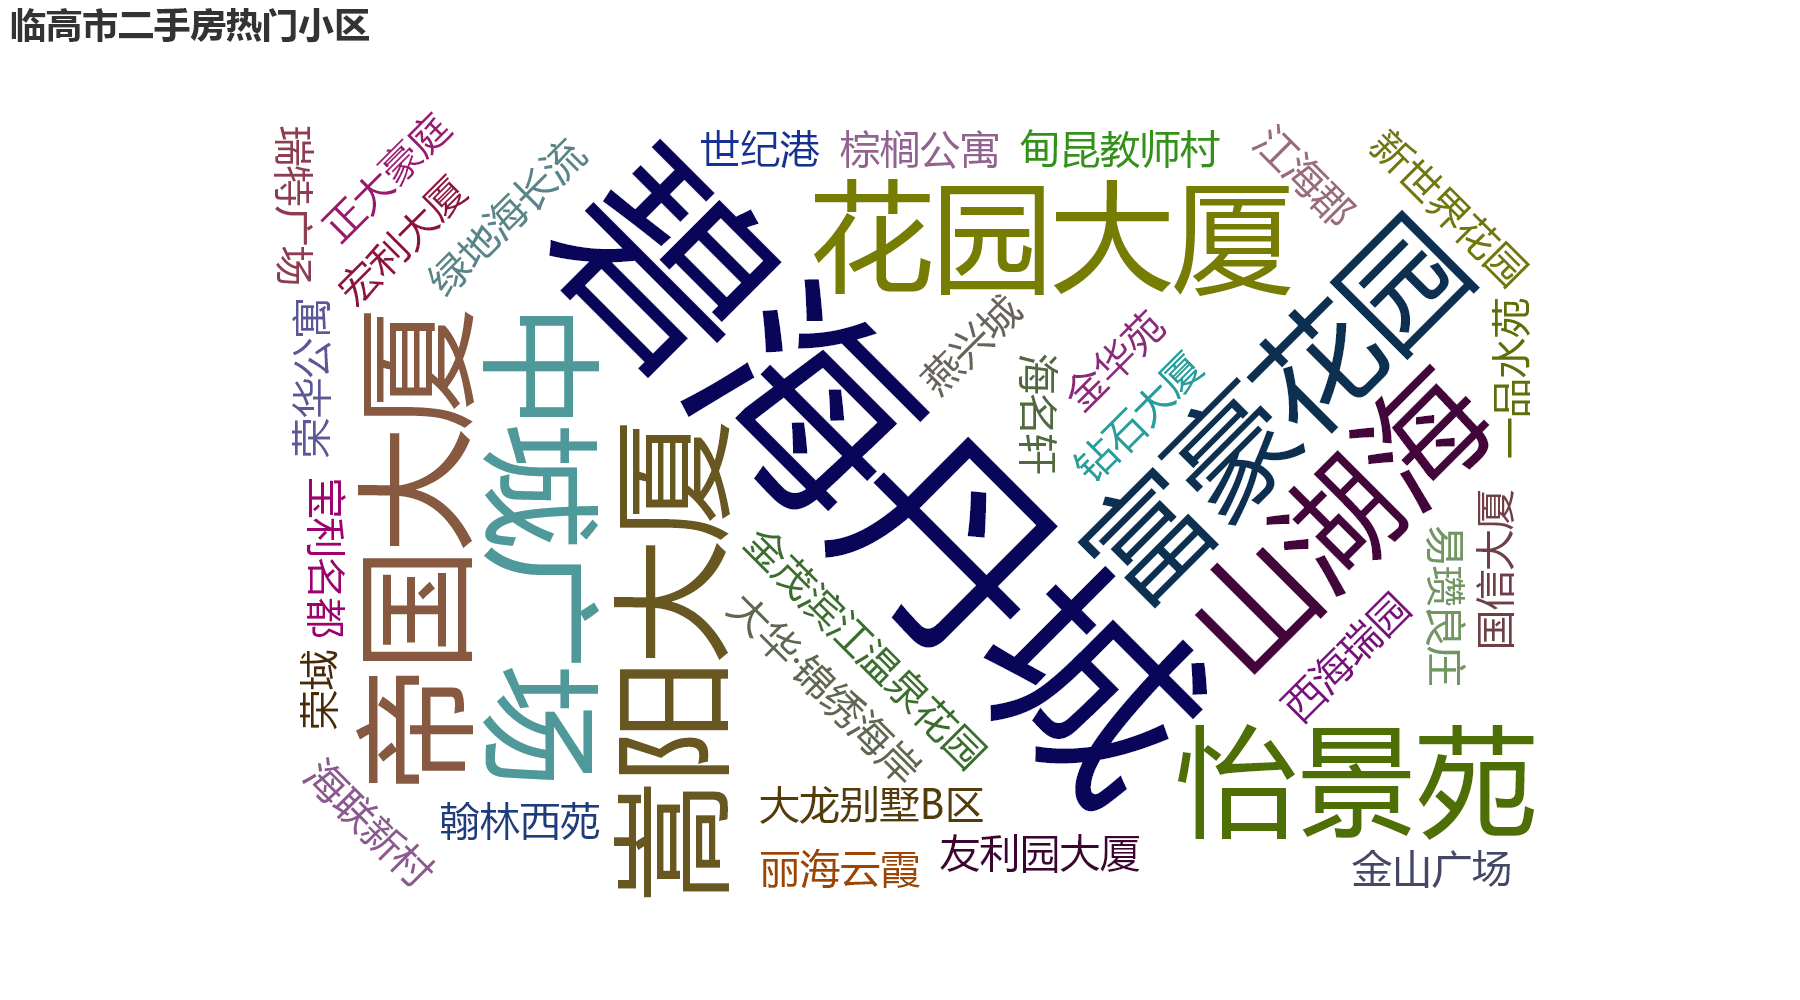 临高市二手房热门小区
瑞特广场
正大豪庭
宏利大厦
绿地海长流
世纪港
棕榈公寓
甸昆教师村
江海郡
新世界花园
碧海丹城
花园大厦
富豪花园
山湖海
荣华公寓
帝国大厦
中城广场
高阳大厦
燕兴城
海名轩
金华苑
钻石大厦
一品水苑
宝利名都
荣域
金茂滨江温泉花园
大华·锦绣海岸
易瓒良庄
国信大厦
西海瑞园
怡景苑
海联新村
翰林西苑
大龙别墅B区
丽海云霞
友利园大厦
金山广场